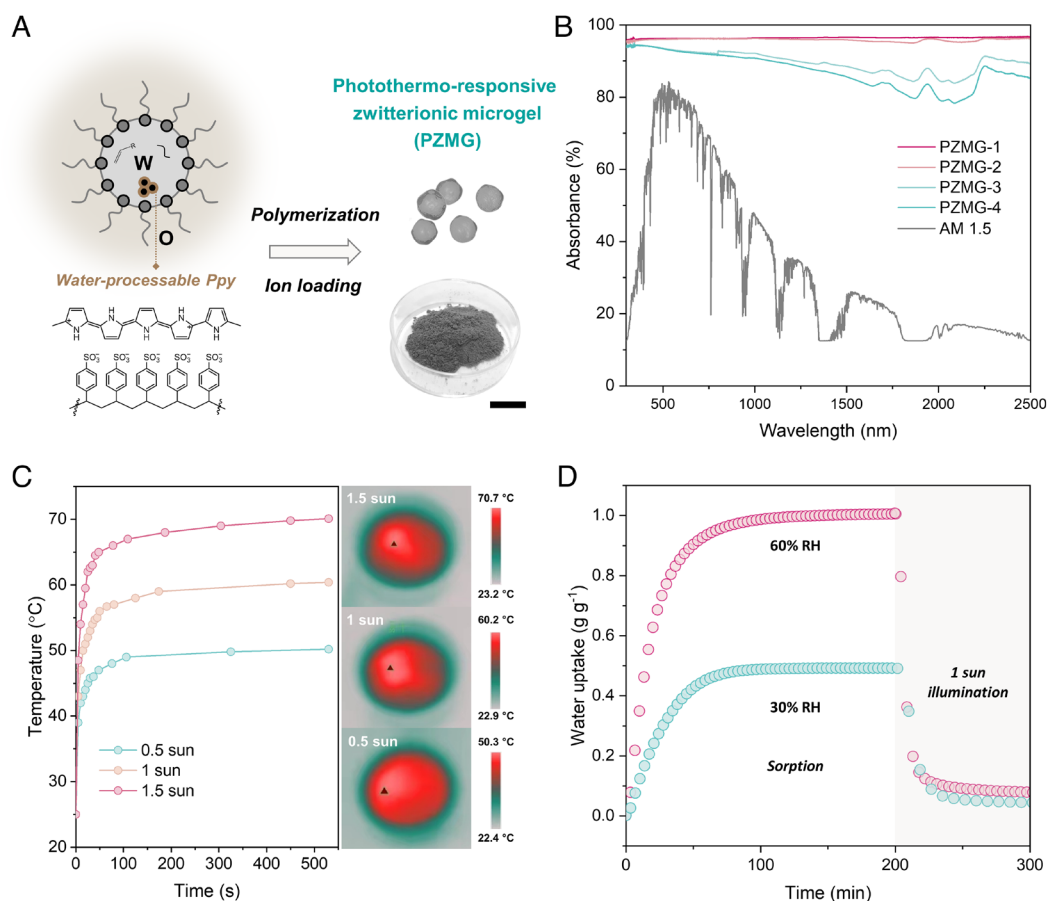 A
W
R
O
Water-processable Ppy
H
N
H
N
H
N
N
H
N
H
+
+
SO₃⁻ SO₃⁻ SO₃⁻ SO₃⁻ SO₃⁻
Polymerization
Ion loading
Photothermo-responsive
zwitterionic microgel
(PZMG)
B
Absorbance (%)
100
80
60
40
20
0
500 1000 1500 2000 2500
Wavelength (nm)
PZMG-1
PZMG-2
PZMG-3
PZMG-4
AM 1.5
C
Temperature (°C)
70
60
50
40
30
20
0 100 200 300 400 500
Time (s)
0.5 sun
1 sun
1.5 sun
1.5 sun
70.7 °C
23.2 °C
1 sun
60.2 °C
22.9 °C
0.5 sun
50.3 °C
22.4 °C
D
Water uptake (g g⁻¹)
1.0
0.8
0.6
0.4
0.2
0.0
0 100 200 300
Time (min)
60% RH
30% RH
Sorption
1 sun
illumination